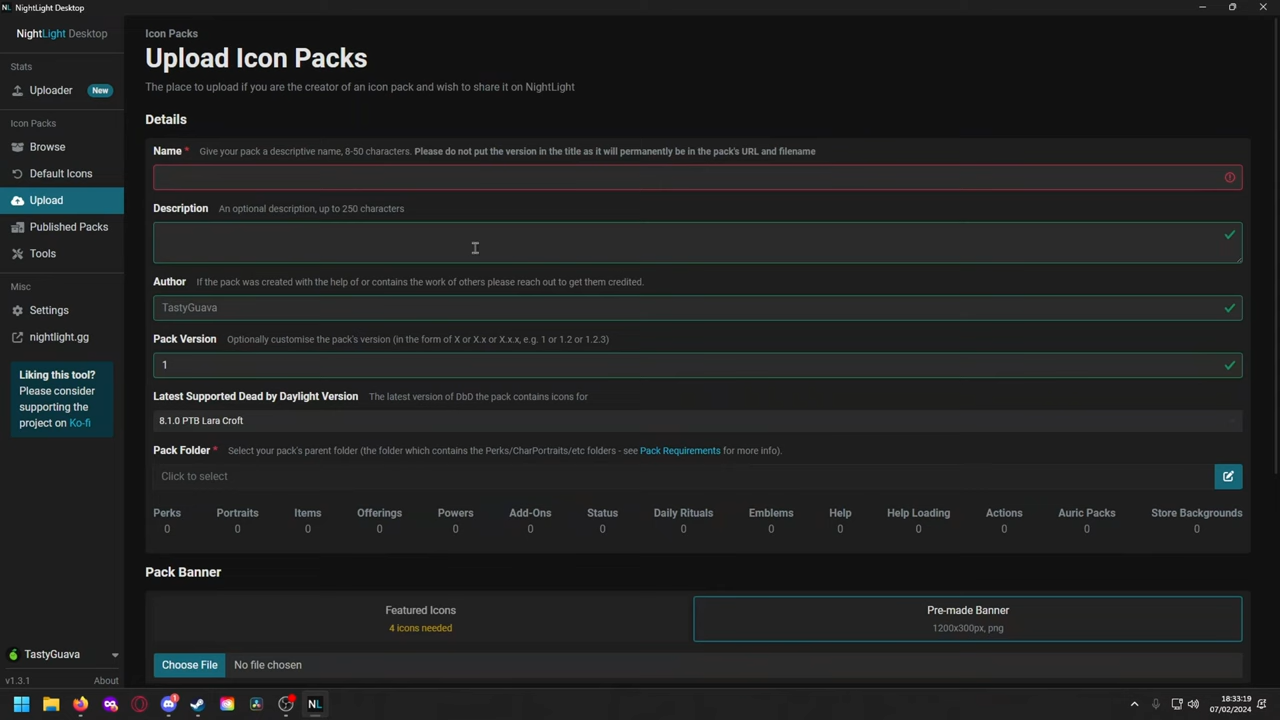 NL NightLight Desktop
NightLight Desktop
Stats
Uploader New
Icon Packs
Browse
Default Icons
Upload
Published Packs
Tools
Misc
Settings
nightlight.gg
Liking this tool?
Please consider
supporting the
project on Ko-fi
TastyGuava
v1.3.1 About
Icon Packs
Upload Icon Packs
The place to upload if you are the creator of an icon pack and wish to share it on NightLight
Details
Name * Give your pack a descriptive name, 8-50 characters. Please do not put the version in the title as it will permanently be in the pack's URL and filename
Description An optional description, up to 250 characters
Author If the pack was created with the help of or contains the work of others please reach out to get them credited.
TastyGuava
Pack Version Optionally customise the pack's version (in the form of X or X.x or X.x.x, e.g. 1 or 1.2 or 1.2.3)
1
Latest Supported Dead by Daylight Version The latest version of DbD the pack contains icons for
8.1.0 PTB Lara Croft
Pack Folder * Select your pack's parent folder (the folder which contains the Perks/CharPortraits/etc folders - see Pack Requirements for more info).
Click to select
Perks Portraits Items Offerings Powers Add-Ons Status Daily Rituals Emblems Help Help Loading Actions Auric Packs Store Backgrounds
0 0 0 0 0 0 0 0 0 0 0 0 0 0
Pack Banner
Featured Icons
4 icons needed
Pre-made Banner
1200x300px, png
Choose File No file chosen
1
NL
18:33:19
07/02/2024